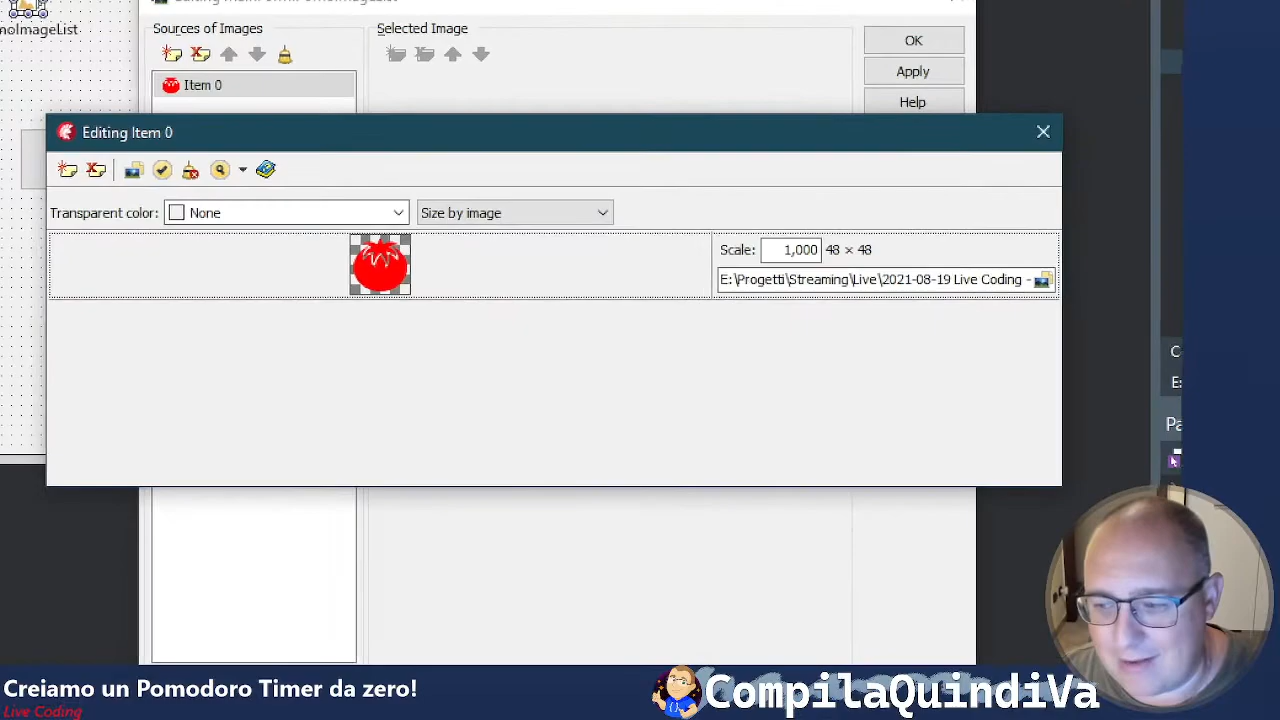 moImageList
Sources of Images
Selected Image
OK
Item 0
Apply
Help
Editing Item 0
Transparent color:
None
Size by image
Scale:
1,000
48 × 48
E:\Progetti\Streaming\Live\2021-08-19 Live Coding -
Pa
Creiamo un Pomodoro Timer da zero!
Live Coding
CompilaQuindiVa